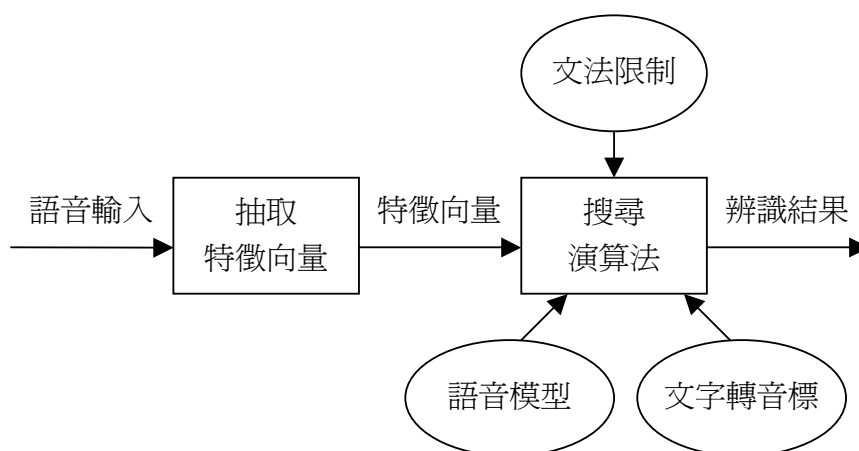 文法限制
語音輸入
抽取
特徵向量
特徵向量
搜尋
演算法
辨識結果
語音模型
文字轉音標